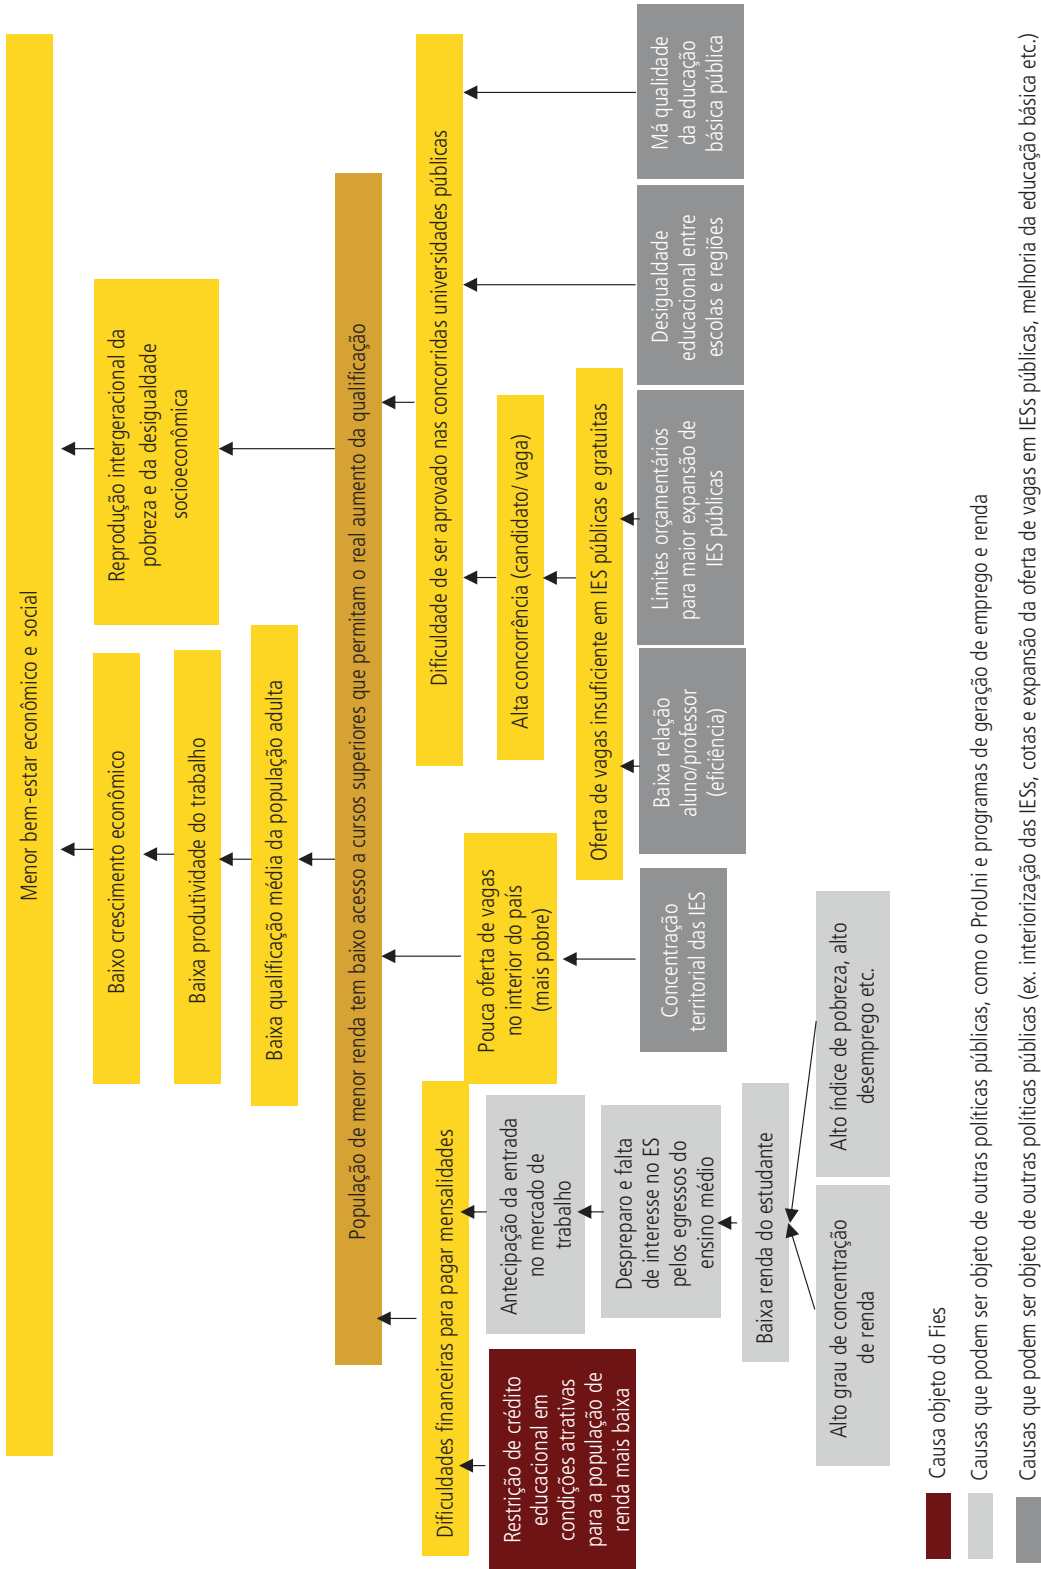 Menor bem-estar econômico e social
Baixo crescimento econômico
Reprodução intergeracional da
pobreza e da desigualdade
socioeconômica
Baixa produtividade do trabalho
Baixa qualificação média da população adulta
População de menor renda tem baixo acesso a cursos superiores que permitam o real aumento da qualificação
Dificuldades financeiras para pagar mensalidades
Pouca oferta de vagas
no interior do país
(mais pobre)
Dificuldade de ser aprovado nas concorridas universidades públicas
Restrição de crédito
educacional em
condições atrativas
para a população de
renda mais baixa
Antecipação da entrada
no mercado de
trabalho
Alta concorrência (candidato/ vaga)
Despreparo e falta
de interesse no ES
pelos egressos do
ensino médio
Oferta de vagas insuficiente em IES públicas e gratuitas
Concentração
territorial das IES
Baixa relação
aluno/professor
(eficiência)
Limites orçamentários
para maior expansão de
IES públicas
Desigualdade
educacional entre
escolas e regiões
Má qualidade
da educação
básica pública
Baixa renda do estudante
Alto grau de concentração
de renda
Alto índice de pobreza, alto
desemprego etc.
Causa objeto do Fies
Causas que podem ser objeto de outras políticas públicas, como o ProUni e programas de geração de emprego e renda
Causas que podem ser objeto de outras políticas públicas (ex. interiorização das IESs, cotas e expansão da oferta de vagas em IESs públicas, melhoria da educação básica etc.)